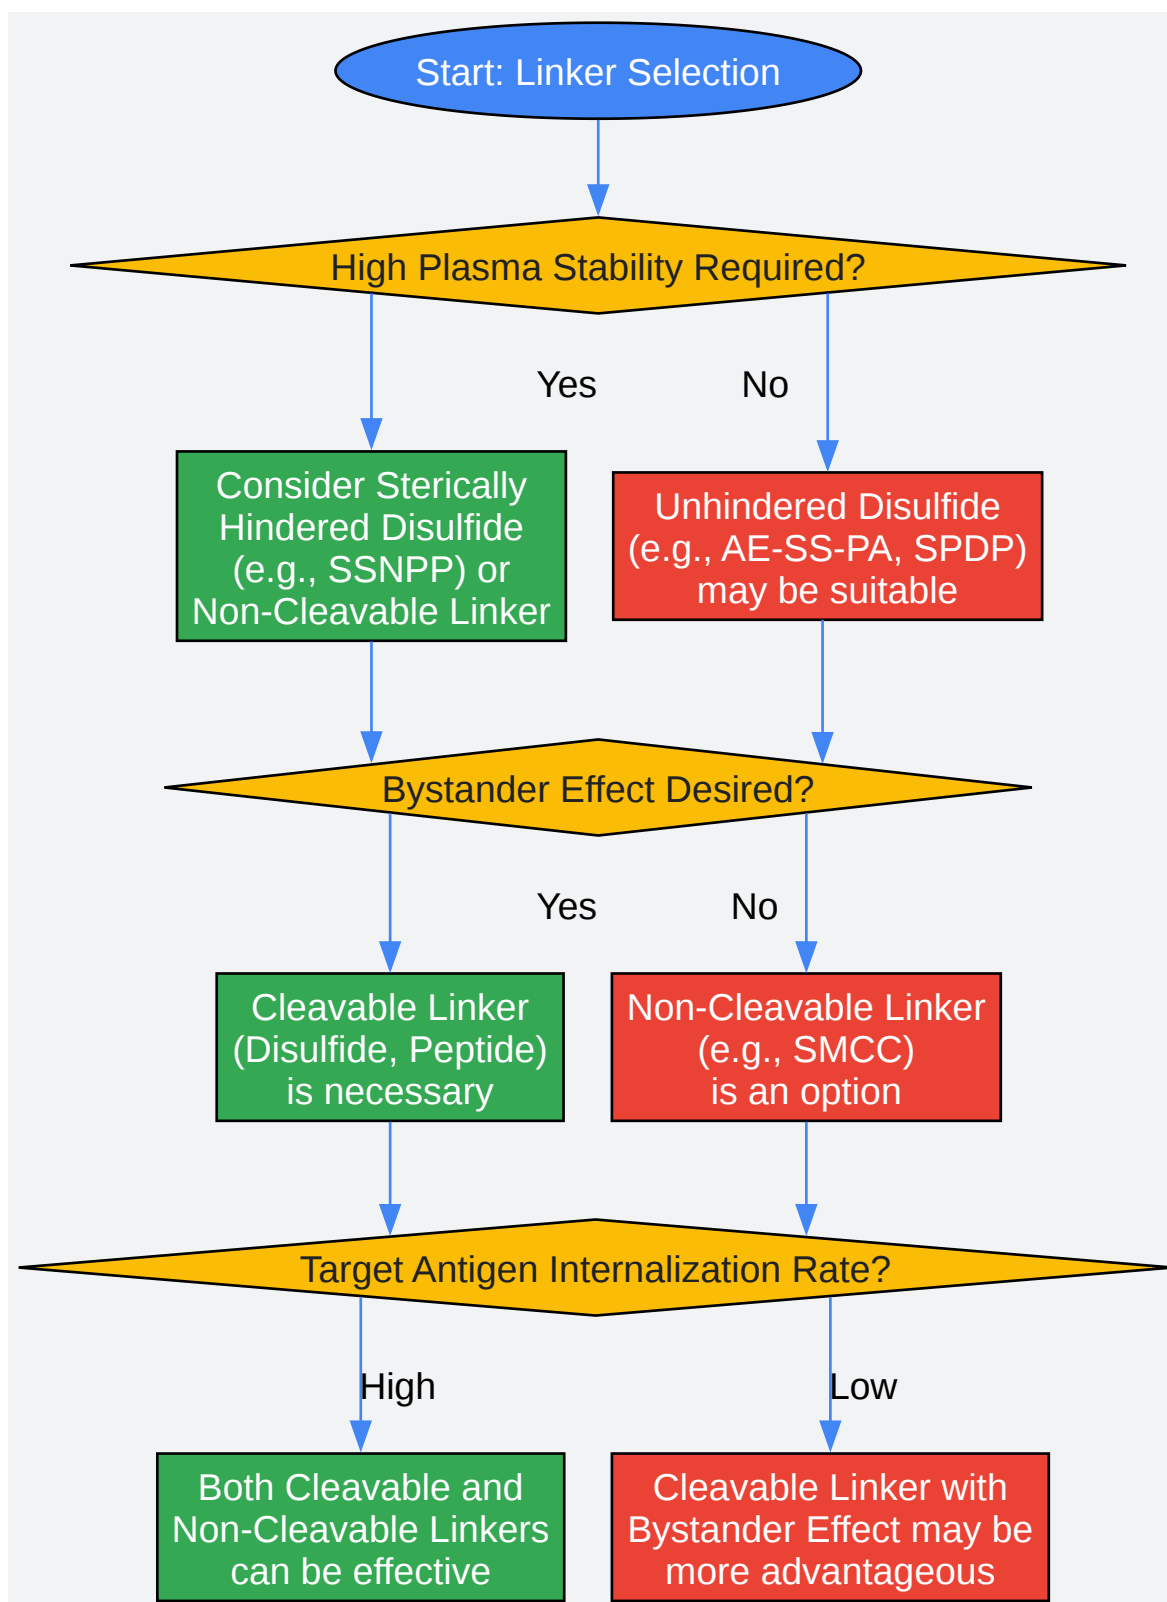 Start: Linker Selection
High Plasma Stability Required?
Yes
No
Consider Sterically
Hindered Disulfide
(e.g., SSNPP) or
Non-Cleavable Linker
Unhindered Disulfide
(e.g., AE-SS-PA, SPDP)
may be suitable
Bystander Effect Desired?
Yes
No
Cleavable Linker
(Disulfide, Peptide)
is necessary
Non-Cleavable Linker
(e.g., SMCC)
is an option
Target Antigen Internalization Rate?
High
Low
Both Cleavable and
Non-Cleavable Linkers
can be effective
Cleavable Linker with
Bystander Effect may be
more advantageous